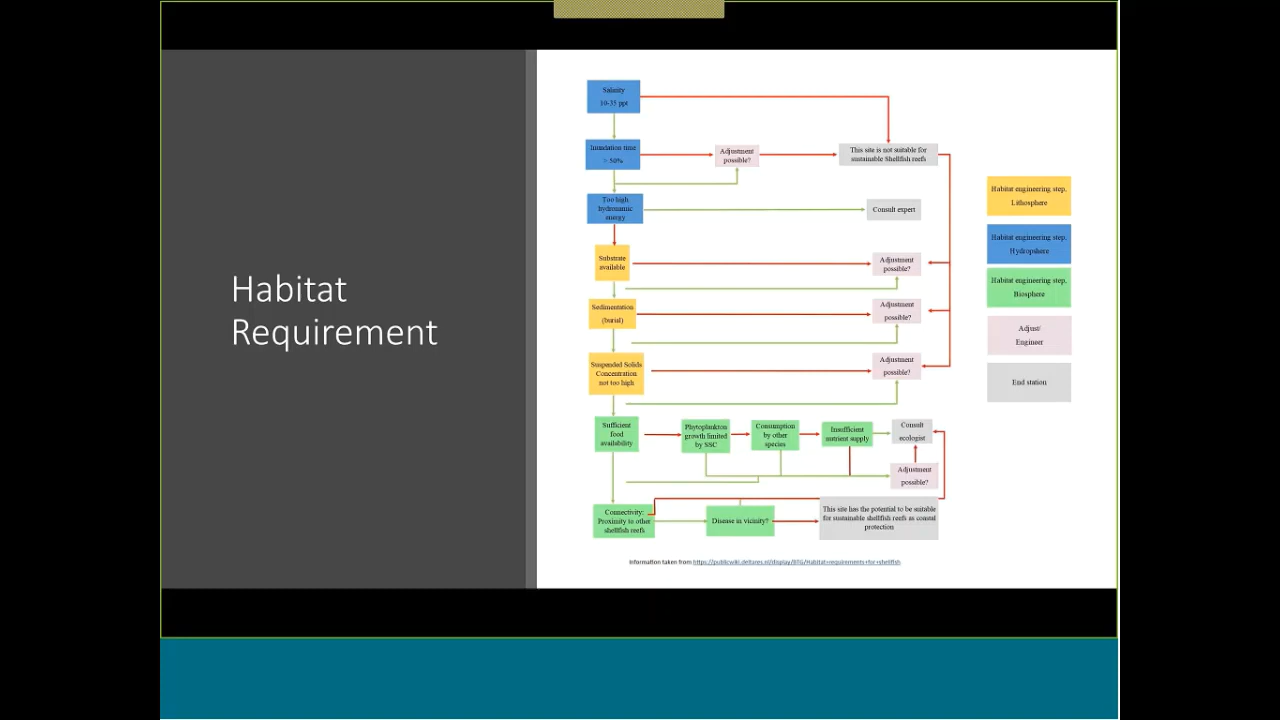 Habitat
Requirement
Salinity
10-35 ppt
Inundation time
> 50%
Adjustment
possible?
This site is not suitable for
sustainable Shellfish reefs
Too high
hydrodynamic
energy
Consult expert
Substrate
available
Adjustment
possible?
Sedimentation
(burial)
Adjustment
possible?
Suspended Solids
Concentration
not too high
Adjustment
possible?
Sufficient
food
availability
Phytoplankton
growth limited
by SSC
Consumption
by other
species
Insufficient
nutrient supply
Consult
ecologist
Adjustment
possible?
Connectivity:
Proximity to other
shellfish reefs
Disease in vicinity?
This site has the potential to be suitable
for sustainable shellfish reefs as coastal
protection
Habitat engineering step,
Lithosphere
Habitat engineering step,
Hydropshere
Habitat engineering step,
Biosphere
Adjust/
Engineer
End station
Information taken from https://publicwiki.deltares.nl/display/BTG/Habitat+requirements+for+shellfish